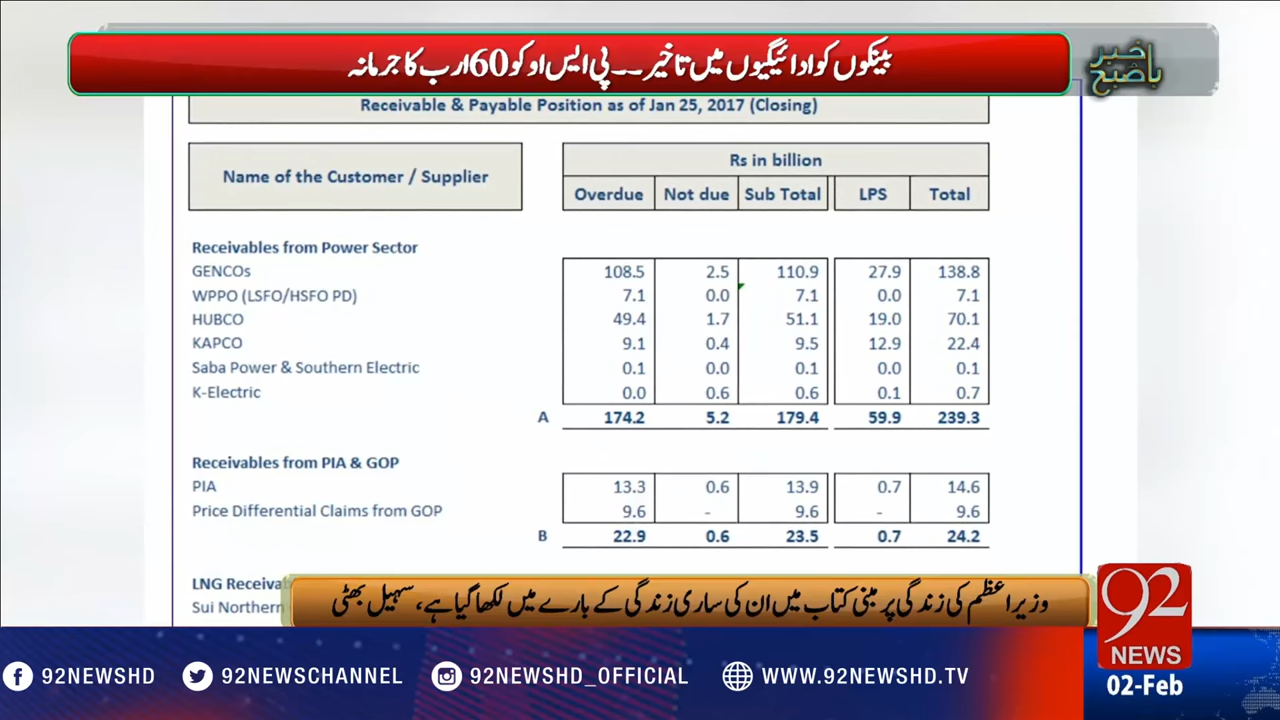 بینکوں کو ادائیگیوں میں تاخیر۔۔۔پی ایس او کو 60 ارب کا جرمانہ
باخبر صبح
Receivable & Payable Position as of Jan 25, 2017 (Closing)
Name of the Customer / Supplier
Rs in billion
Overdue Not due Sub Total LPS Total
Receivables from Power Sector
GENCOs 108.5 2.5 110.9 27.9 138.8
WPPO (LSFO/HSFO PD) 7.1 0.0 7.1 0.0 7.1
HUBCO 49.4 1.7 51.1 19.0 70.1
KAPCO 9.1 0.4 9.5 12.9 22.4
Saba Power & Southern Electric 0.1 0.0 0.1 0.0 0.1
K-Electric 0.0 0.6 0.6 0.1 0.7
A 174.2 5.2 179.4 59.9 239.3
Receivables from PIA & GOP
PIA 13.3 0.6 13.9 0.7 14.6
Price Differential Claims from GOP 9.6 - 9.6 - 9.6
B 22.9 0.6 23.5 0.7 24.2
LNG
Sui Northern
وزیراعظم کی زندگی پر مبنی کتاب میں ان کی ساری زندگی کے بارے میں لکھا گیا ہے، سہیل بھٹی
92
NEWS
02-Feb
92NEWSHD 92NEWSCHANNEL 92NEWSHD_OFFICIAL WWW.92NEWSHD.TV